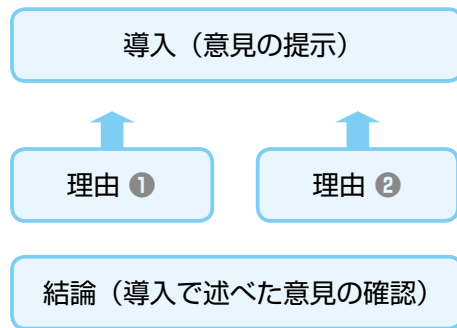 導入（意見の提示）
理由 ❶
理由 ❷
結論（導入で述べた意見の確認）